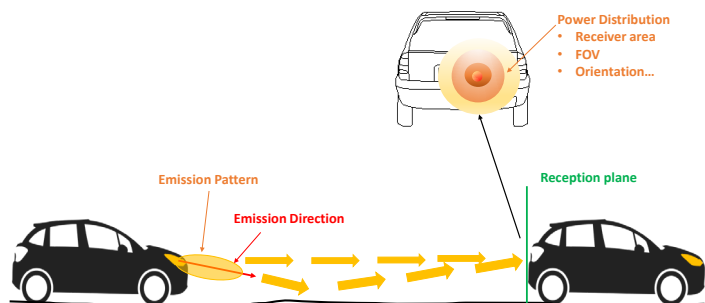 Power Distribution
• Receiver area
• FOV
• Orientation...
Emission Pattern
Reception plane
Emission Direction